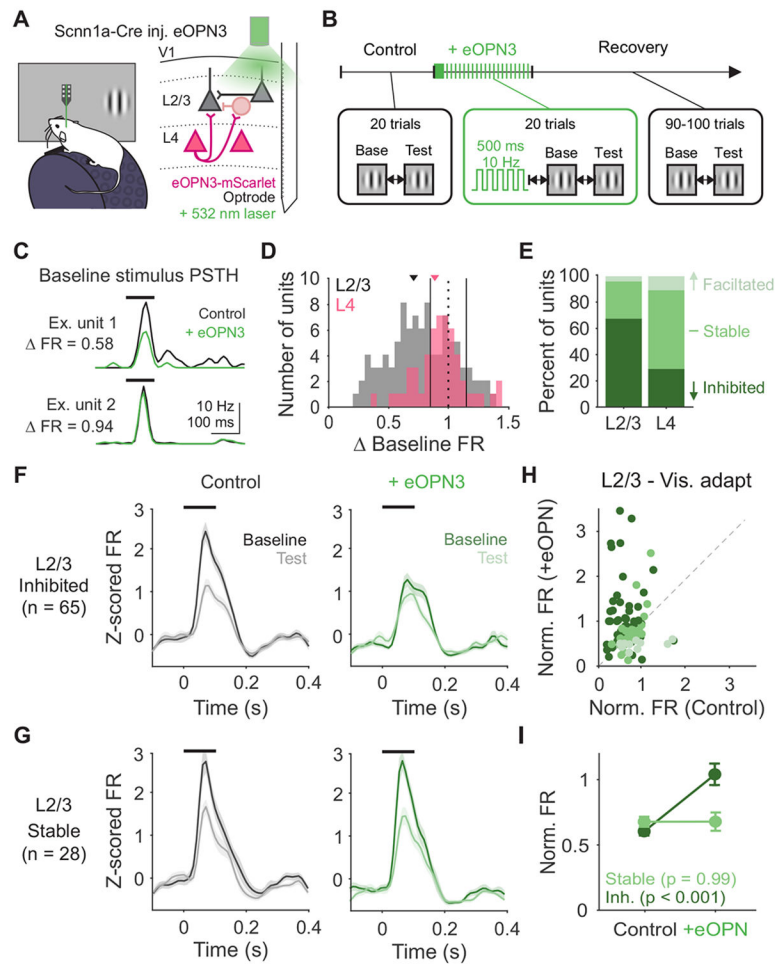 A
Scnn1a-Cre inj. eOPN3
V1
L2/3
L4
eOPN3-mScarlet
Optrode
+ 532 nm laser
B
Control
+ eOPN3
Recovery
20 trials
Base
Test
20 trials
500 ms
10 Hz
Base
Test
90-100 trials
Base
Test
C
Baseline stimulus PSTH
Ex. unit 1
Δ FR = 0.58
Control
+ eOPN3
Ex. unit 2
Δ FR = 0.94
10 Hz
100 ms
D
Number of units
10
8
6
4
2
0
L2/3
L4
0
0.5
1
1.5
Δ Baseline FR
E
Percent of units
100
80
60
40
20
0
L2/3
L4
Faciltated
Stable
Inhibited
F
L2/3
Inhibited
(n = 65)
Control
Z-scored FR
3
2
1
0
Baseline
Test
0
0.2
0.4
Time (s)
+ eOPN3
3
2
1
0
Baseline
Test
0
0.2
0.4
Time (s)
G
L2/3
Stable
(n = 28)
Z-scored FR
3
2
1
0
0
0.2
0.4
Time (s)
3
2
1
0
0
0.2
0.4
Time (s)
H
L2/3 - Vis. adapt
Norm. FR (+eOPN)
3
2
1
0
0
1
2
3
Norm. FR (Control)
I
Norm. FR
1
0.5
0
Stable (p = 0.99)
Inh. (p < 0.001)
Control
+eOPN